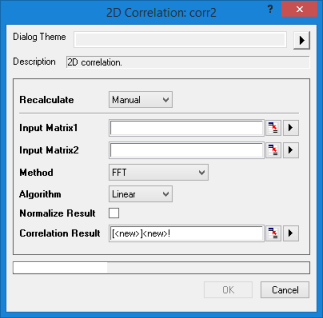 2D Correlation: corr2
? ×
Dialog Theme
Description 2D correlation.
Recalculate Manual
Input Matrix1
Input Matrix2
Method FFT
Algorithm Linear
Normalize Result
Correlation Result [<new>]<new>!
OK Cancel